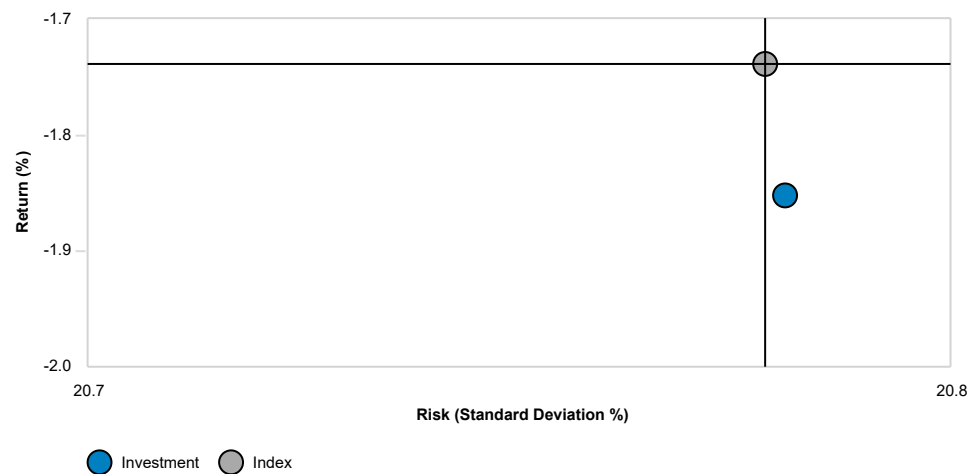 -1.7
-1.8
-1.9
-2.0
Return (%)
20.7
20.8
Risk (Standard Deviation %)
Investment
Index